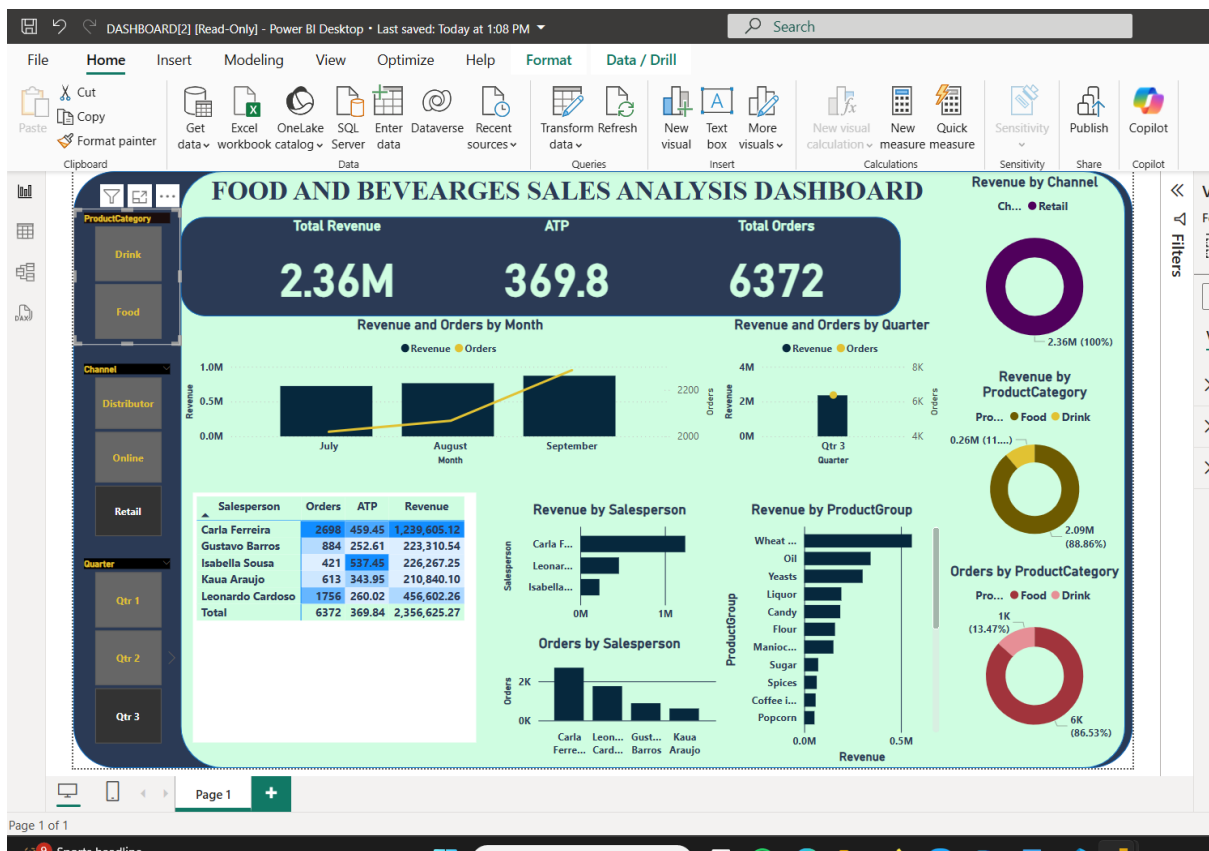 DASHBOARD[2] [Read-Only] - Power BI Desktop • Last saved: Today at 1:08 PM
Search
File Home Insert Modeling View Optimize Help Format Data / Drill
Paste
Cut
Copy
Format painter
Clipboard
Get data
Excel workbook
OneLake catalog
SQL Server
Enter data
Dataverse
Recent sources
Data
Transform data
Refresh
Queries
New visual
Text box
More visuals
Insert
New visual calculation
New measure
Quick measure
Calculations
Sensitivity
Sensitivity
Publish
Share
Copilot
Copilot
DAX
Filters
FOOD AND BEVEARGES SALES ANALYSIS DASHBOARD
ProductCategory
Drink
Food
Channel
Distributor
Online
Retail
Quarter
Qtr 1
Qtr 2
Qtr 3
Total Revenue ATP Total Orders
2.36M 369.8 6372
Revenue and Orders by Month
Revenue Orders
1.0M
0.5M
0.0M
Revenue
2200
2000
Orders
July August September
Month
Revenue and Orders by Quarter
Revenue Orders
4M
2M
0M
Revenue
8K
6K
4K
Orders
Qtr 3
Quarter
Revenue by Channel
Ch... Retail
2.36M (100%)
Revenue by
ProductCategory
Pro... Food Drink
0.26M (11....)
2.09M
(88.86%)
Salesperson Orders ATP Revenue
Carla Ferreira 2698 459.45 1,239,605.12
Gustavo Barros 884 252.61 223,310.54
Isabella Sousa 421 537.45 226,267.25
Kaua Araujo 613 343.95 210,840.10
Leonardo Cardoso 1756 260.02 456,602.26
Total 6372 369.84 2,356,625.27
Revenue by Salesperson
Salesperson
Carla F...
Leonar...
Isabella...
0M 1M
Orders by Salesperson
Orders
2K
0K
Carla Leon... Gust... Kaua
Ferre... Card... Barros Araujo
Revenue by ProductGroup
ProductGroup
Wheat ...
Oil
Yeasts
Liquor
Candy
Flour
Manioc...
Sugar
Spices
Coffee i...
Popcorn
0.0M 0.5M
Revenue
Orders by ProductCategory
Pro... Food Drink
1K
(13.47%)
6K
(86.53%)
Page 1
Page 1 of 1
9